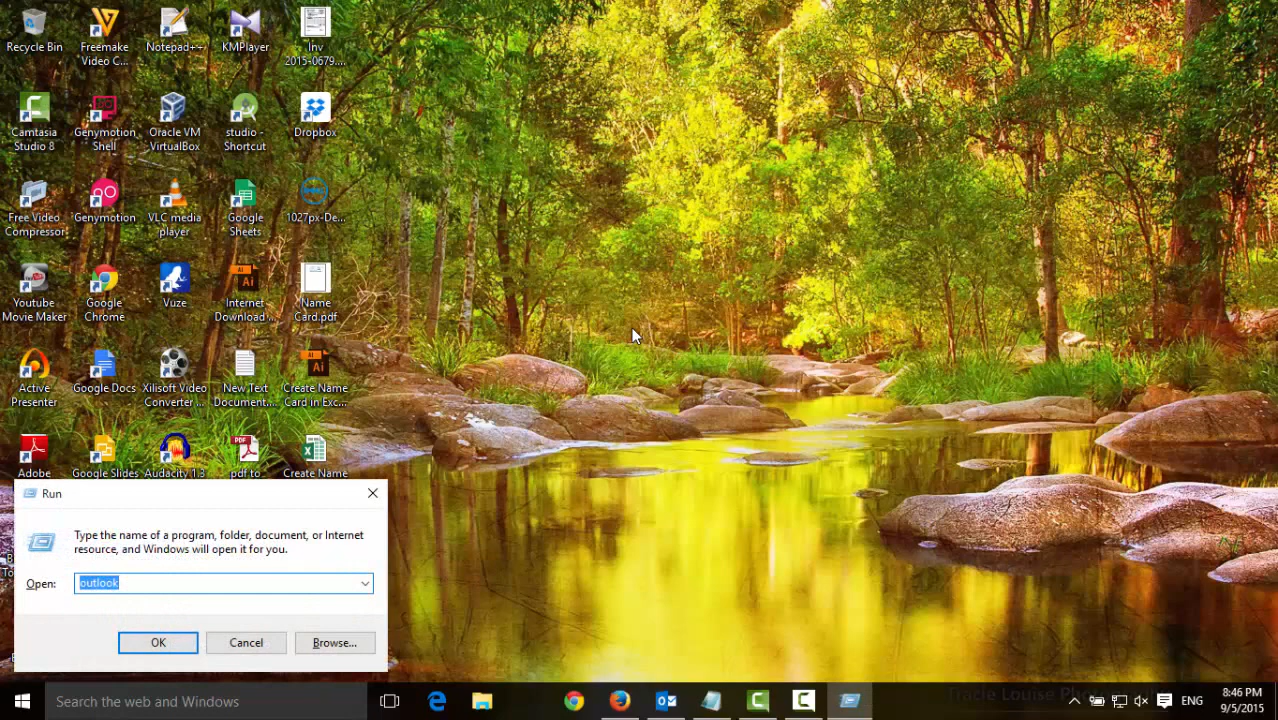 Recycle Bin
Freemake
Video C...
Notepad++
KMPlayer
Inv
2015-0679....
Camtasia
Studio 8
Genymotion
Shell
Oracle VM
VirtualBox
studio -
Shortcut
Dropbox
Free Video
Compressor
Genymotion
VLC media
player
Google
Sheets
1027px-De...
Youtube
Movie Maker
Google
Chrome
Vuze
Internet
Download ...
Name
Card.pdf
Active
Presenter
Google Docs
Xilisoft Video
Converter ...
New Text
Document....
Create Name
Card in Exc...
Adobe
Google Slides
Audacity 1.3
pdf to
Create Name
Run
Type the name of a program, folder, document, or Internet
resource, and Windows will open it for you.
Open:
outlook
OK
Cancel
Browse...
Search the web and Windows
Tracie Louise
ENG
8:46 PM
9/5/2015